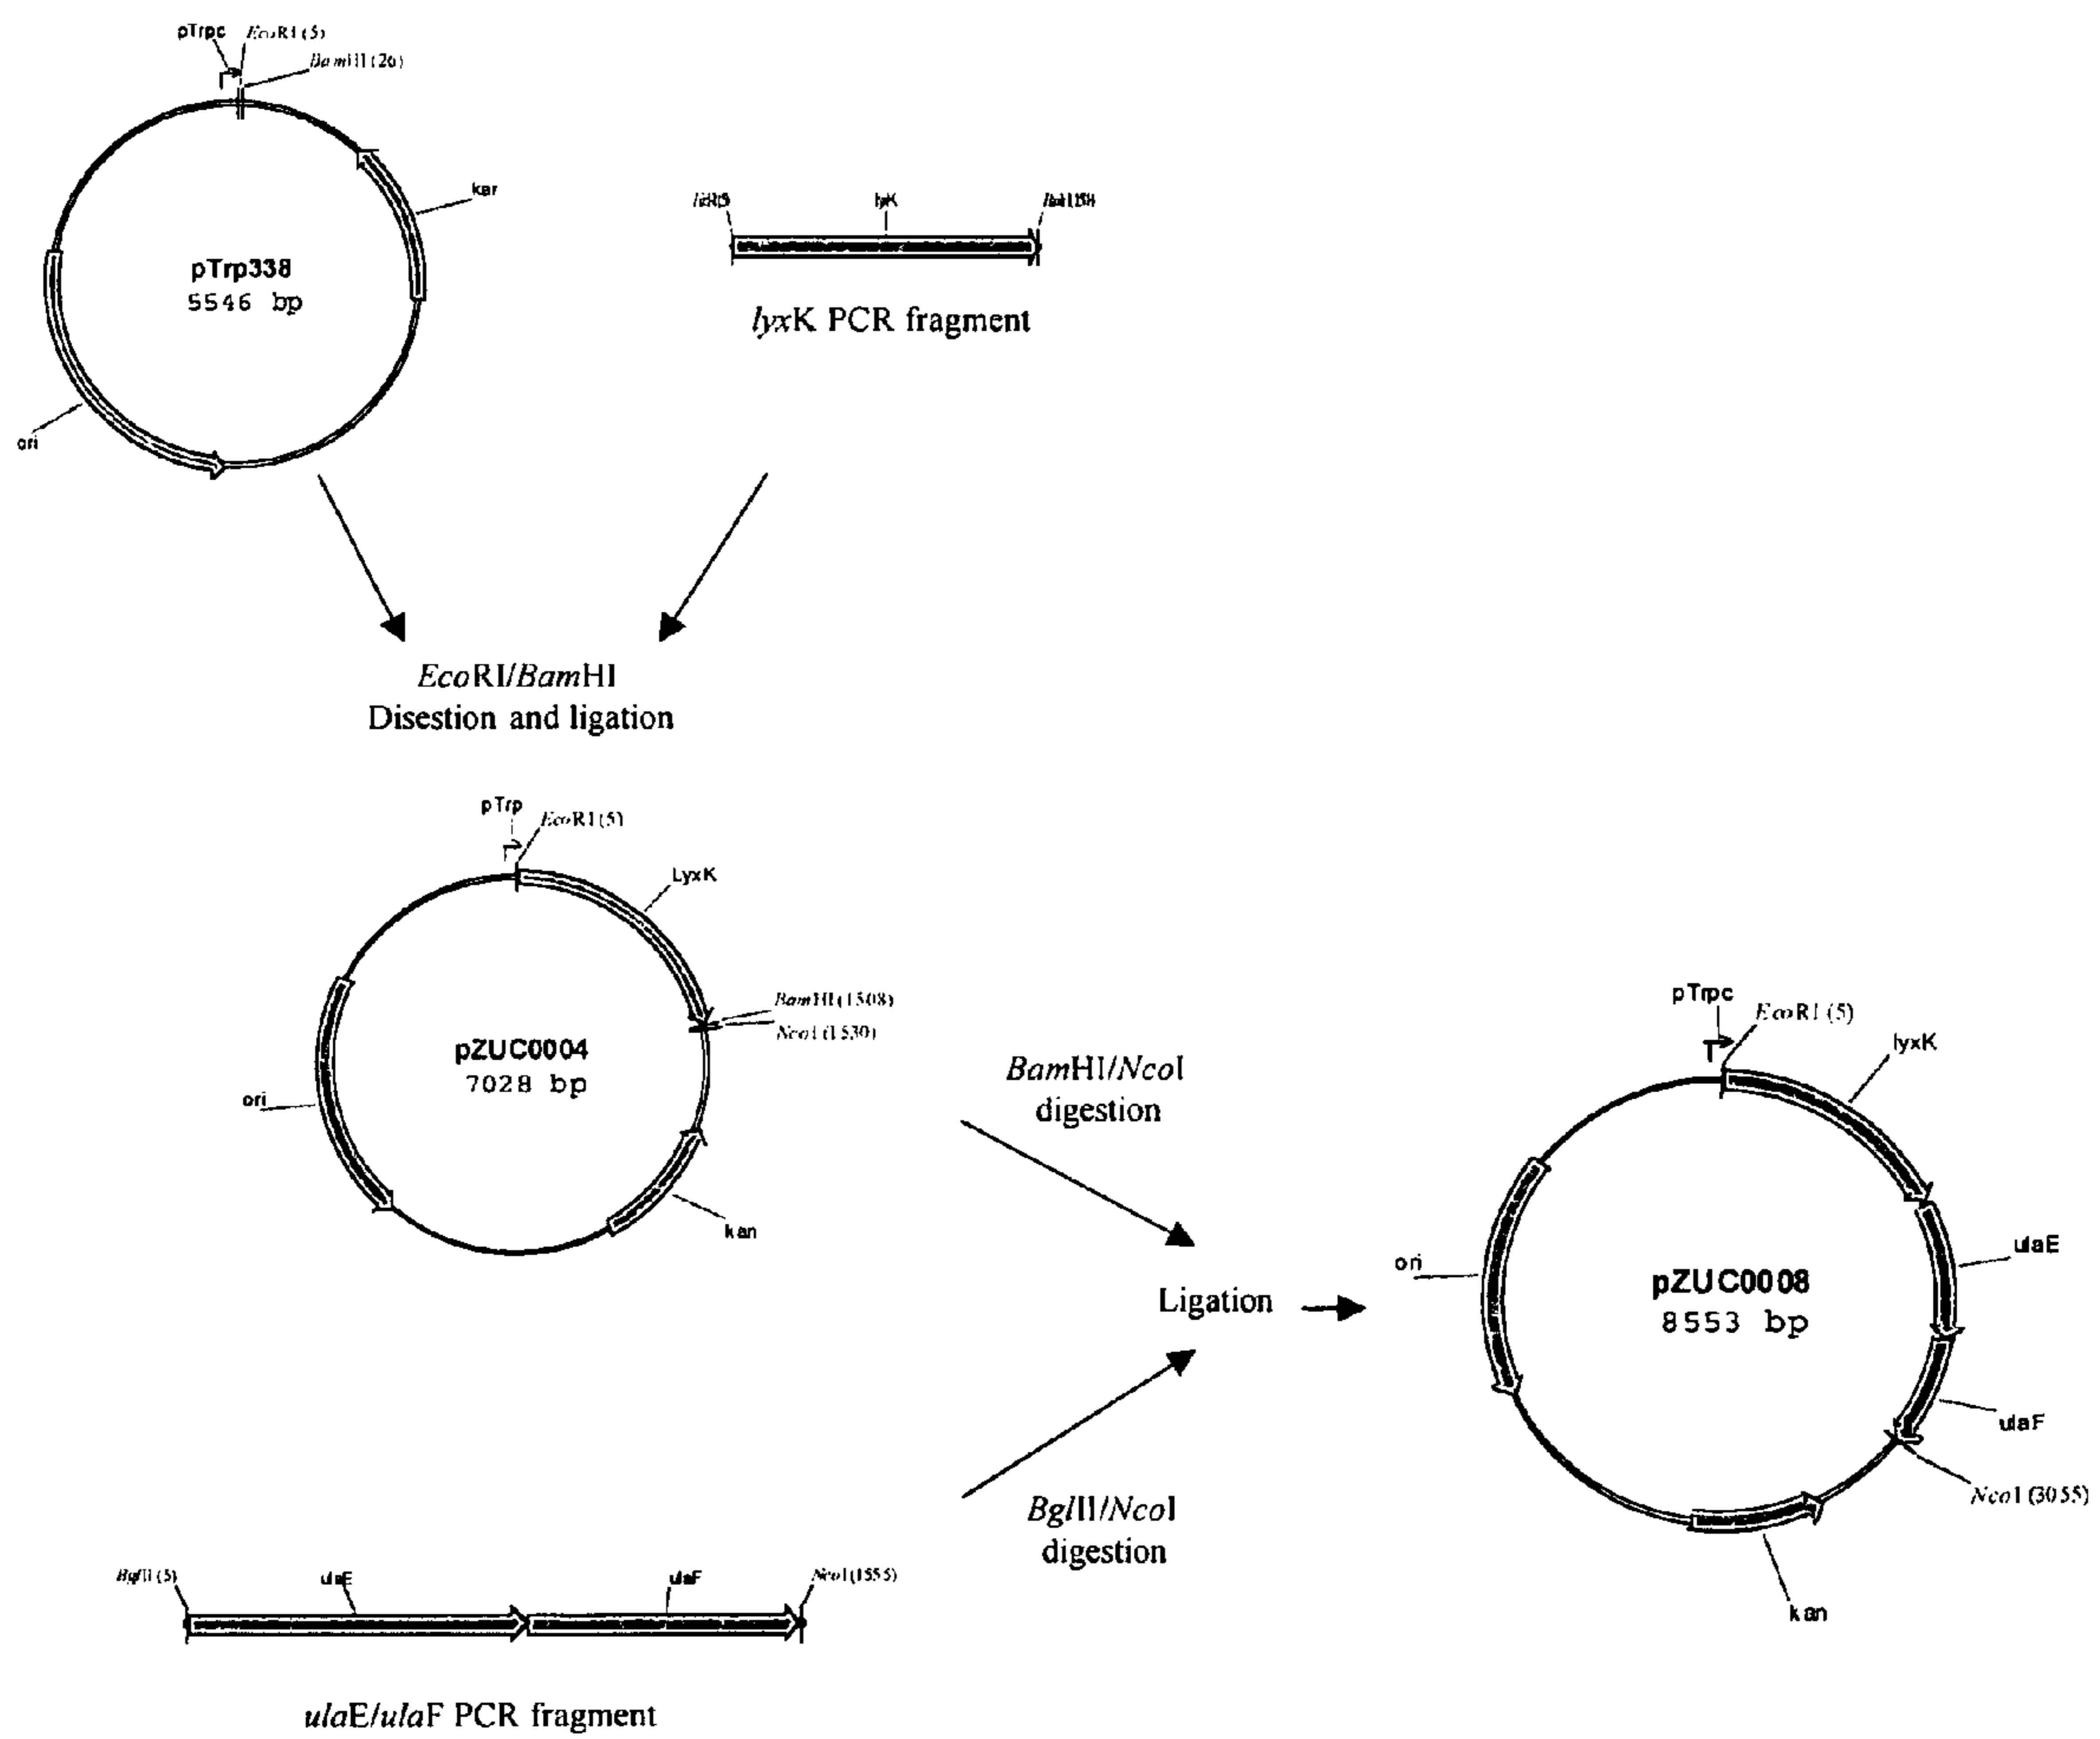 pTrpc
EcoRI (5)
BamHI (26)
pTrp338
5546 bp
ori
lyxK PCR fragment
EcoRI/BamHI
Disestion and ligation
pTrp
EcoRI (5)
LyxK
BamHI (1508)
NcoI (1530)
pZUC0004
7028 bp
ori
kan
BamHI/NcoI
digestion
Ligation
pTrpc
EcoRI (5)
lyxK
ulaE
ori
pZUC0008
8553 bp
ulaF
NcoI (3055)
kan
BglII/NcoI
digestion
BglII (5)
ulaE
ulaF
NcoI (1555)
ulaE/ulaF PCR fragment